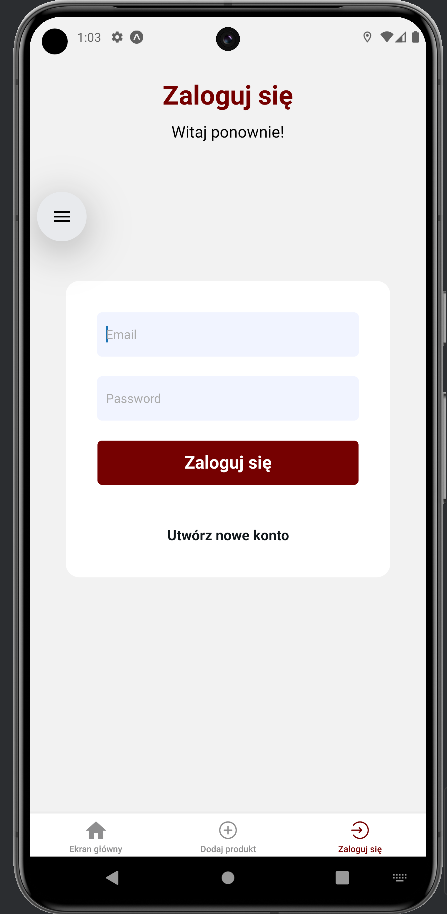 1:03
Zaloguj się
Witaj ponownie!
Email
Password
Zaloguj się
Utwórz nowe konto
Ekran główny
Dodaj produkt
Zaloguj się